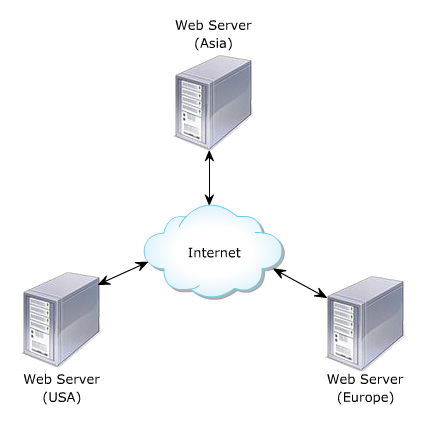 Web Server
(Asia)
Internet
Web Server
(USA)
Web Server
(Europe)